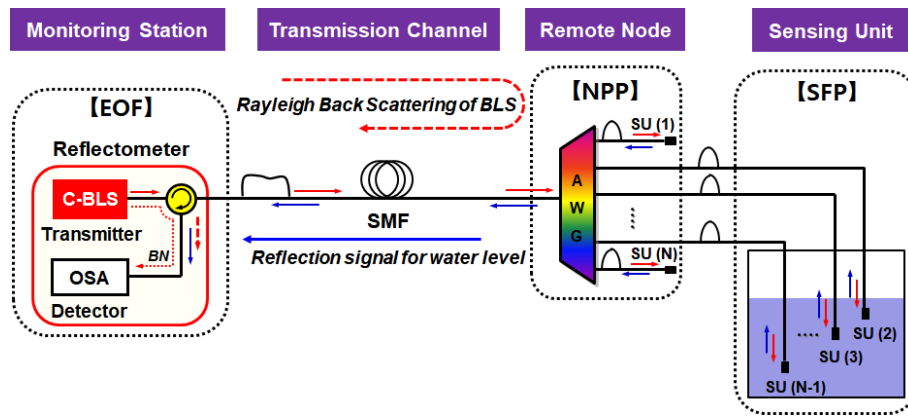 Monitoring Station
Transmission Channel
Remote Node
Sensing Unit
【EOF】
Reflectometer
C-BLS
Transmitter
BN
OSA
Detector
Rayleigh Back Scattering of BLS
SMF
Reflection signal for water level
【NPP】
SU (1)
A
W
G
SU (N)
【SFP】
SU (2)
SU (3)
SU (N-1)